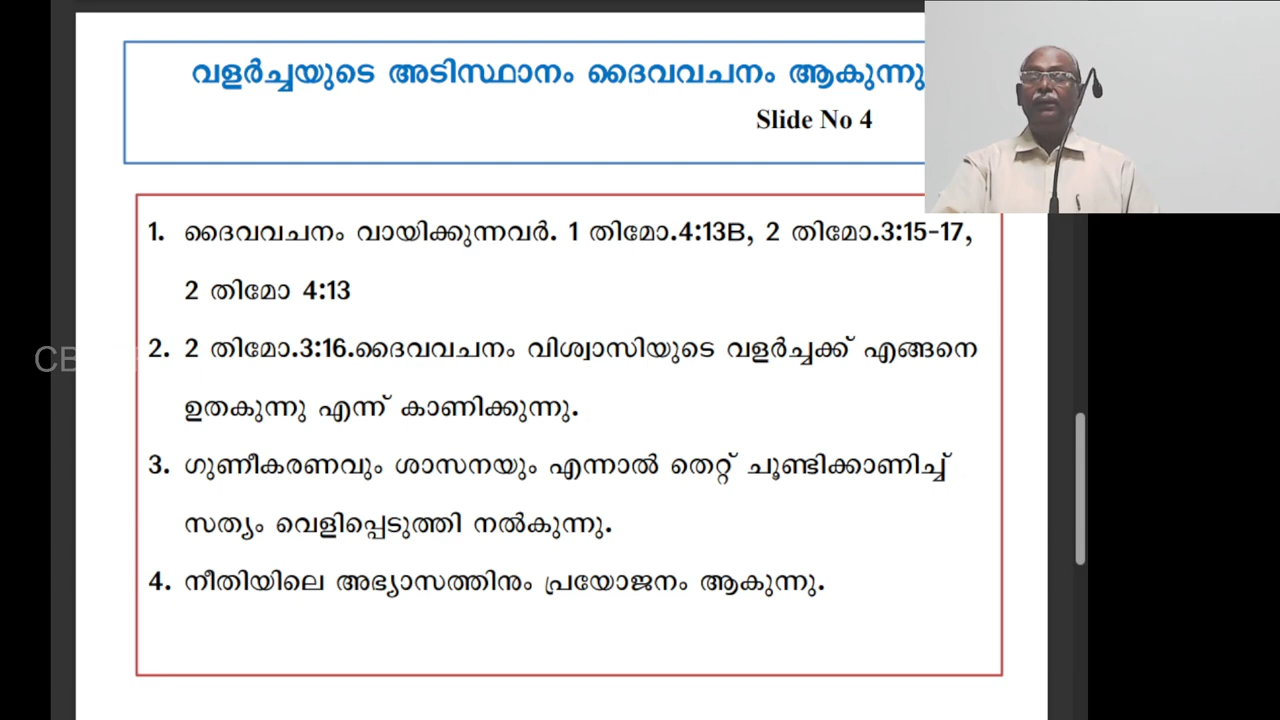 വളർച്ചയുടെ അടിസ്ഥാനം ദൈവവചനം ആകുന്നു
Slide No 4
1. ദൈവവചനം വായിക്കുന്നവർ. 1 തിമോ.4:13B, 2 തിമോ.3:15-17,
2 തിമോ 4:13
CB
2. 2 തിമോ.3:16.ദൈവവചനം വിശ്വാസിയുടെ വളർച്ചക്ക് എങ്ങനെ
ഉതകുന്നു എന്ന് കാണിക്കുന്നു.
3. ഗുണീകരണവും ശാസനയും എന്നാൽ തെറ്റ് ചൂണ്ടിക്കാണിച്ച്
സത്യം വെളിപ്പെടുത്തി നൽകുന്നു.
4. നീതിയിലെ അഭ്യാസത്തിനും പ്രയോജനം ആകുന്നു.